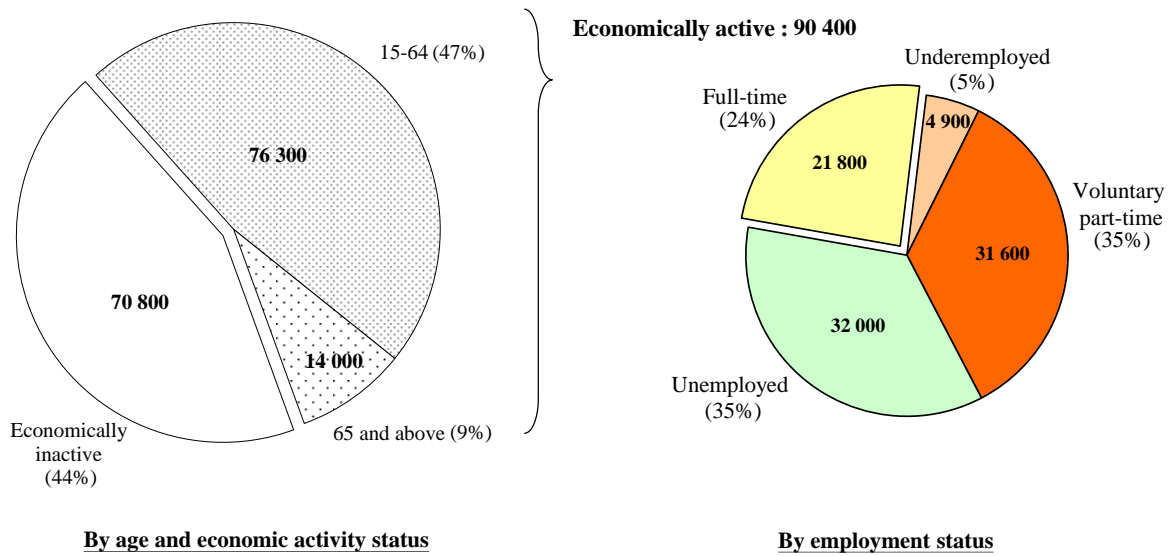 15-64 (47%)
76 300
70 800
14 000
Economically
inactive
(44%)
65 and above (9%)
By age and economic activity status
Economically active : 90 400
Underemployed
(5%)
Full-time
(24%)
4 900
21 800
Voluntary
part-time
(35%)
31 600
32 000
Unemployed
(35%)
By employment status